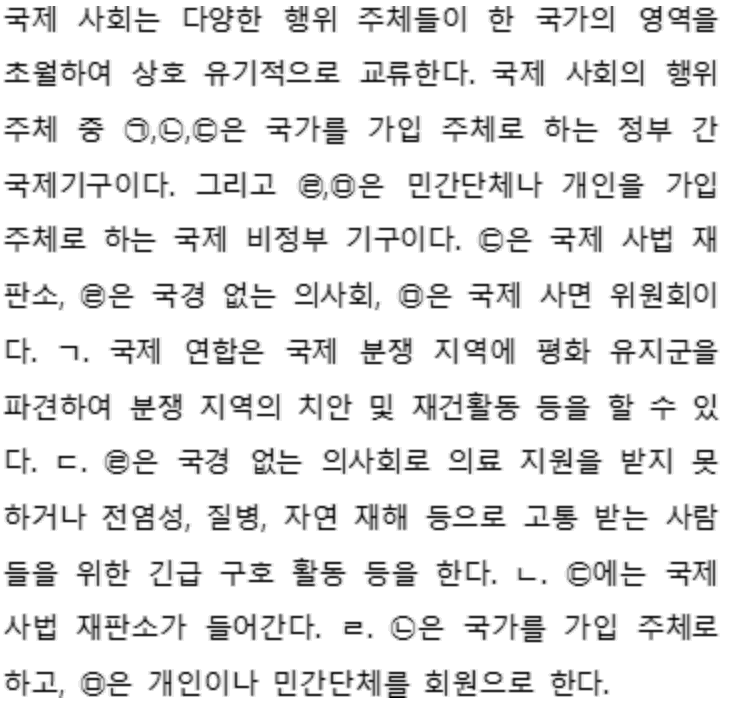 국제 사회는 다양한 행위 주체들이 한 국가의 영역을
초월하여 상호 유기적으로 교류한다. 국제 사회의 행위
주체 중 ㉠,㉡,㉢은 국가를 가입 주체로 하는 정부 간
국제기구이다. 그리고 ㉣,㉤은 민간단체나 개인을 가입
주체로 하는 국제 비정부 기구이다. ㉢은 국제 사법 재
판소, ㉣은 국경 없는 의사회, ㉤은 국제 사면 위원회이
다. ㄱ. 국제 연합은 국제 분쟁 지역에 평화 유지군을
파견하여 분쟁 지역의 치안 및 재건활동 등을 할 수 있
다. ㄷ. ㉣은 국경 없는 의사회로 의료 지원을 받지 못
하거나 전염성, 질병, 자연 재해 등으로 고통 받는 사람
들을 위한 긴급 구호 활동 등을 한다. ㄴ. ㉢에는 국제
사법 재판소가 들어간다. ㄹ. ㉡은 국가를 가입 주체로
하고, ㉤은 개인이나 민간단체를 회원으로 한다.